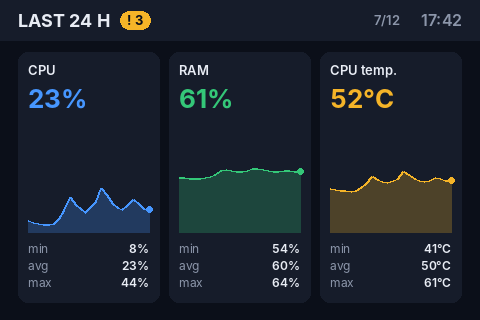 LAST 24 H ! 3 7/12 17:42
CPU
23%
min 8%
avg 23%
max 44%
RAM
61%
min 54%
avg 60%
max 64%
CPU temp.
52°C
min 41°C
avg 50°C
max 61°C